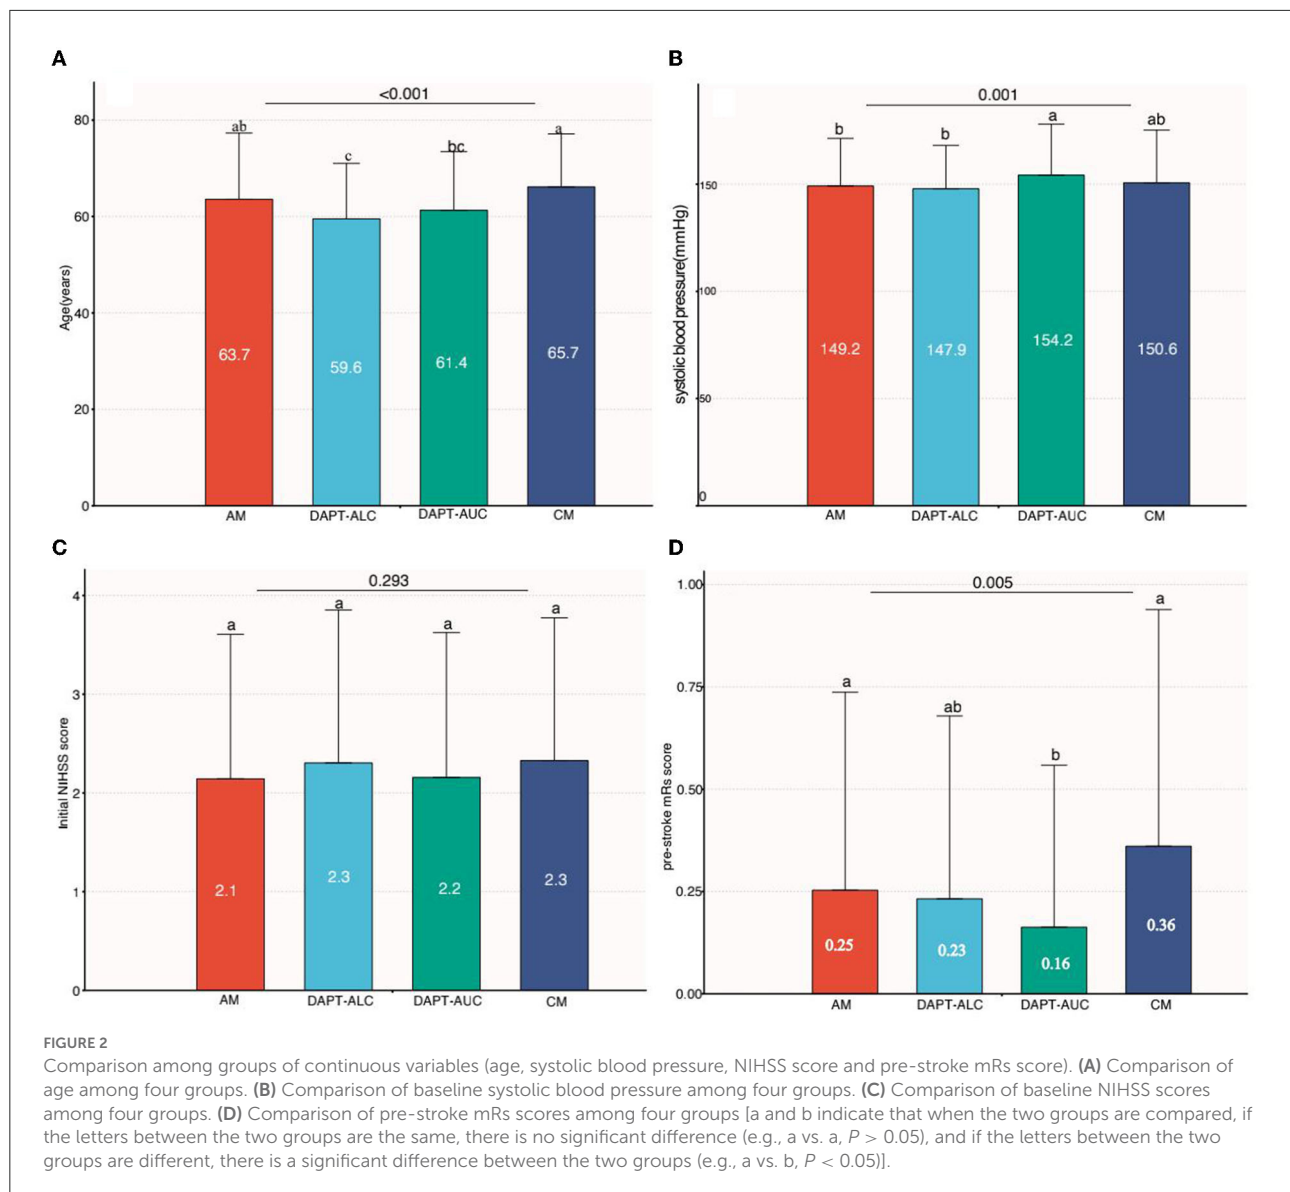 A
<0.001
80
60
40
20
0
Age(years)
ab
c
bc
a
63.7
59.6
61.4
65.7
AM
DAPT-ALC
DAPT-AUC
CM
B
0.001
150
100
50
0
systolic blood pressure(mmHg)
b
b
a
ab
149.2
147.9
154.2
150.6
AM
DAPT-ALC
DAPT-AUC
CM
C
0.293
4
3
2
1
0
Initial NIHSS score
a
a
a
a
2.1
2.3
2.2
2.3
AM
DAPT-ALC
DAPT-AUC
CM
D
0.005
1.00
0.75
0.50
0.25
0.00
pre-stroke mRs score
a
ab
b
a
0.25
0.23
0.16
0.36
AM
DAPT-ALC
DAPT-AUC
CM
FIGURE 2
Comparison among groups of continuous variables (age, systolic blood pressure, NIHSS score and pre-stroke mRs score). (A) Comparison of
age among four groups. (B) Comparison of baseline systolic blood pressure among four groups. (C) Comparison of baseline NIHSS scores
among four groups. (D) Comparison of pre-stroke mRs scores among four groups [a and b indicate that when the two groups are compared, if
the letters between the two groups are the same, there is no significant difference (e.g., a vs. a, P > 0.05), and if the letters between the two
groups are different, there is a significant difference between the two groups (e.g., a vs. b, P < 0.05)].